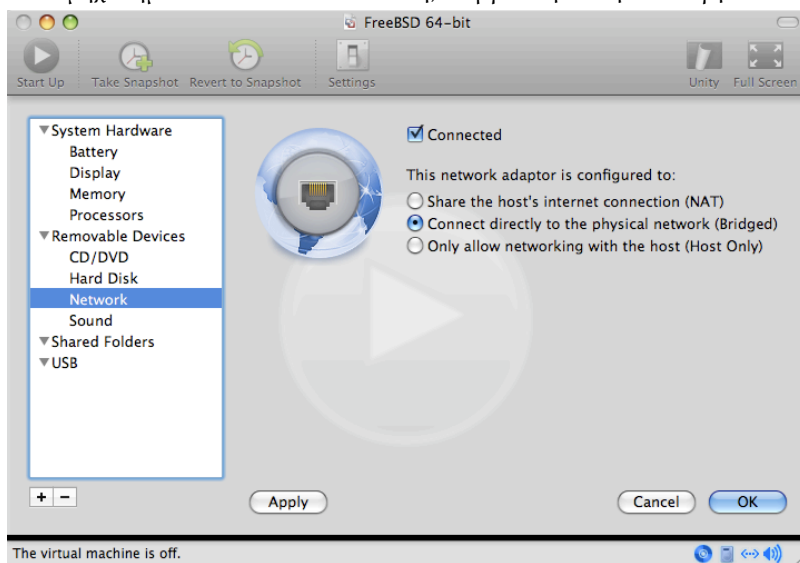 FreeBSD 64-bit
Start Up Take Snapshot Revert to Snapshot Settings Unity Full Screen
System Hardware
Battery
Display
Memory
Processors
Removable Devices
CD/DVD
Hard Disk
Network
Sound
Shared Folders
USB
Connected
This network adaptor is configured to:
Share the host's internet connection (NAT)
Connect directly to the physical network (Bridged)
Only allow networking with the host (Host Only)
+ −
Apply Cancel OK
The virtual machine is off.